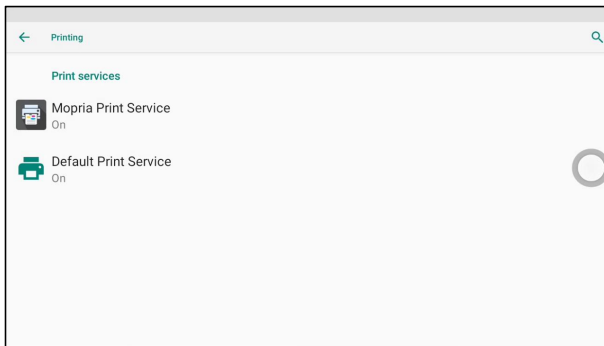 Printing
Print services
Mopria Print Service
On
Default Print Service
On